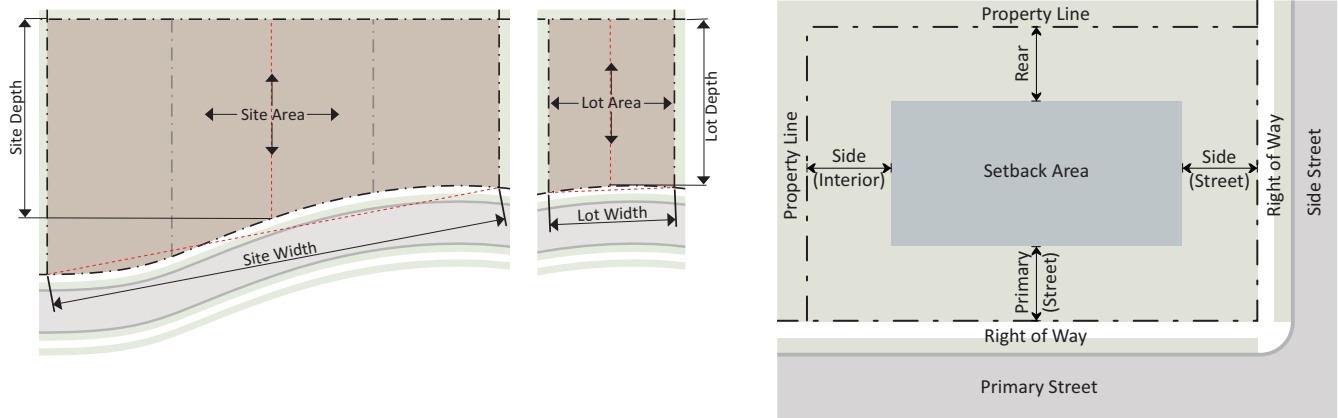 Site Depth
Site Area
Site Width
Lot Area
Lot Depth
Lot Width
Property Line
Rear
Property Line
Side
(Interior)
Setback Area
Side
(Street)
Right of Way
Side Street
Primary
(Street)
Right of Way
Primary Street